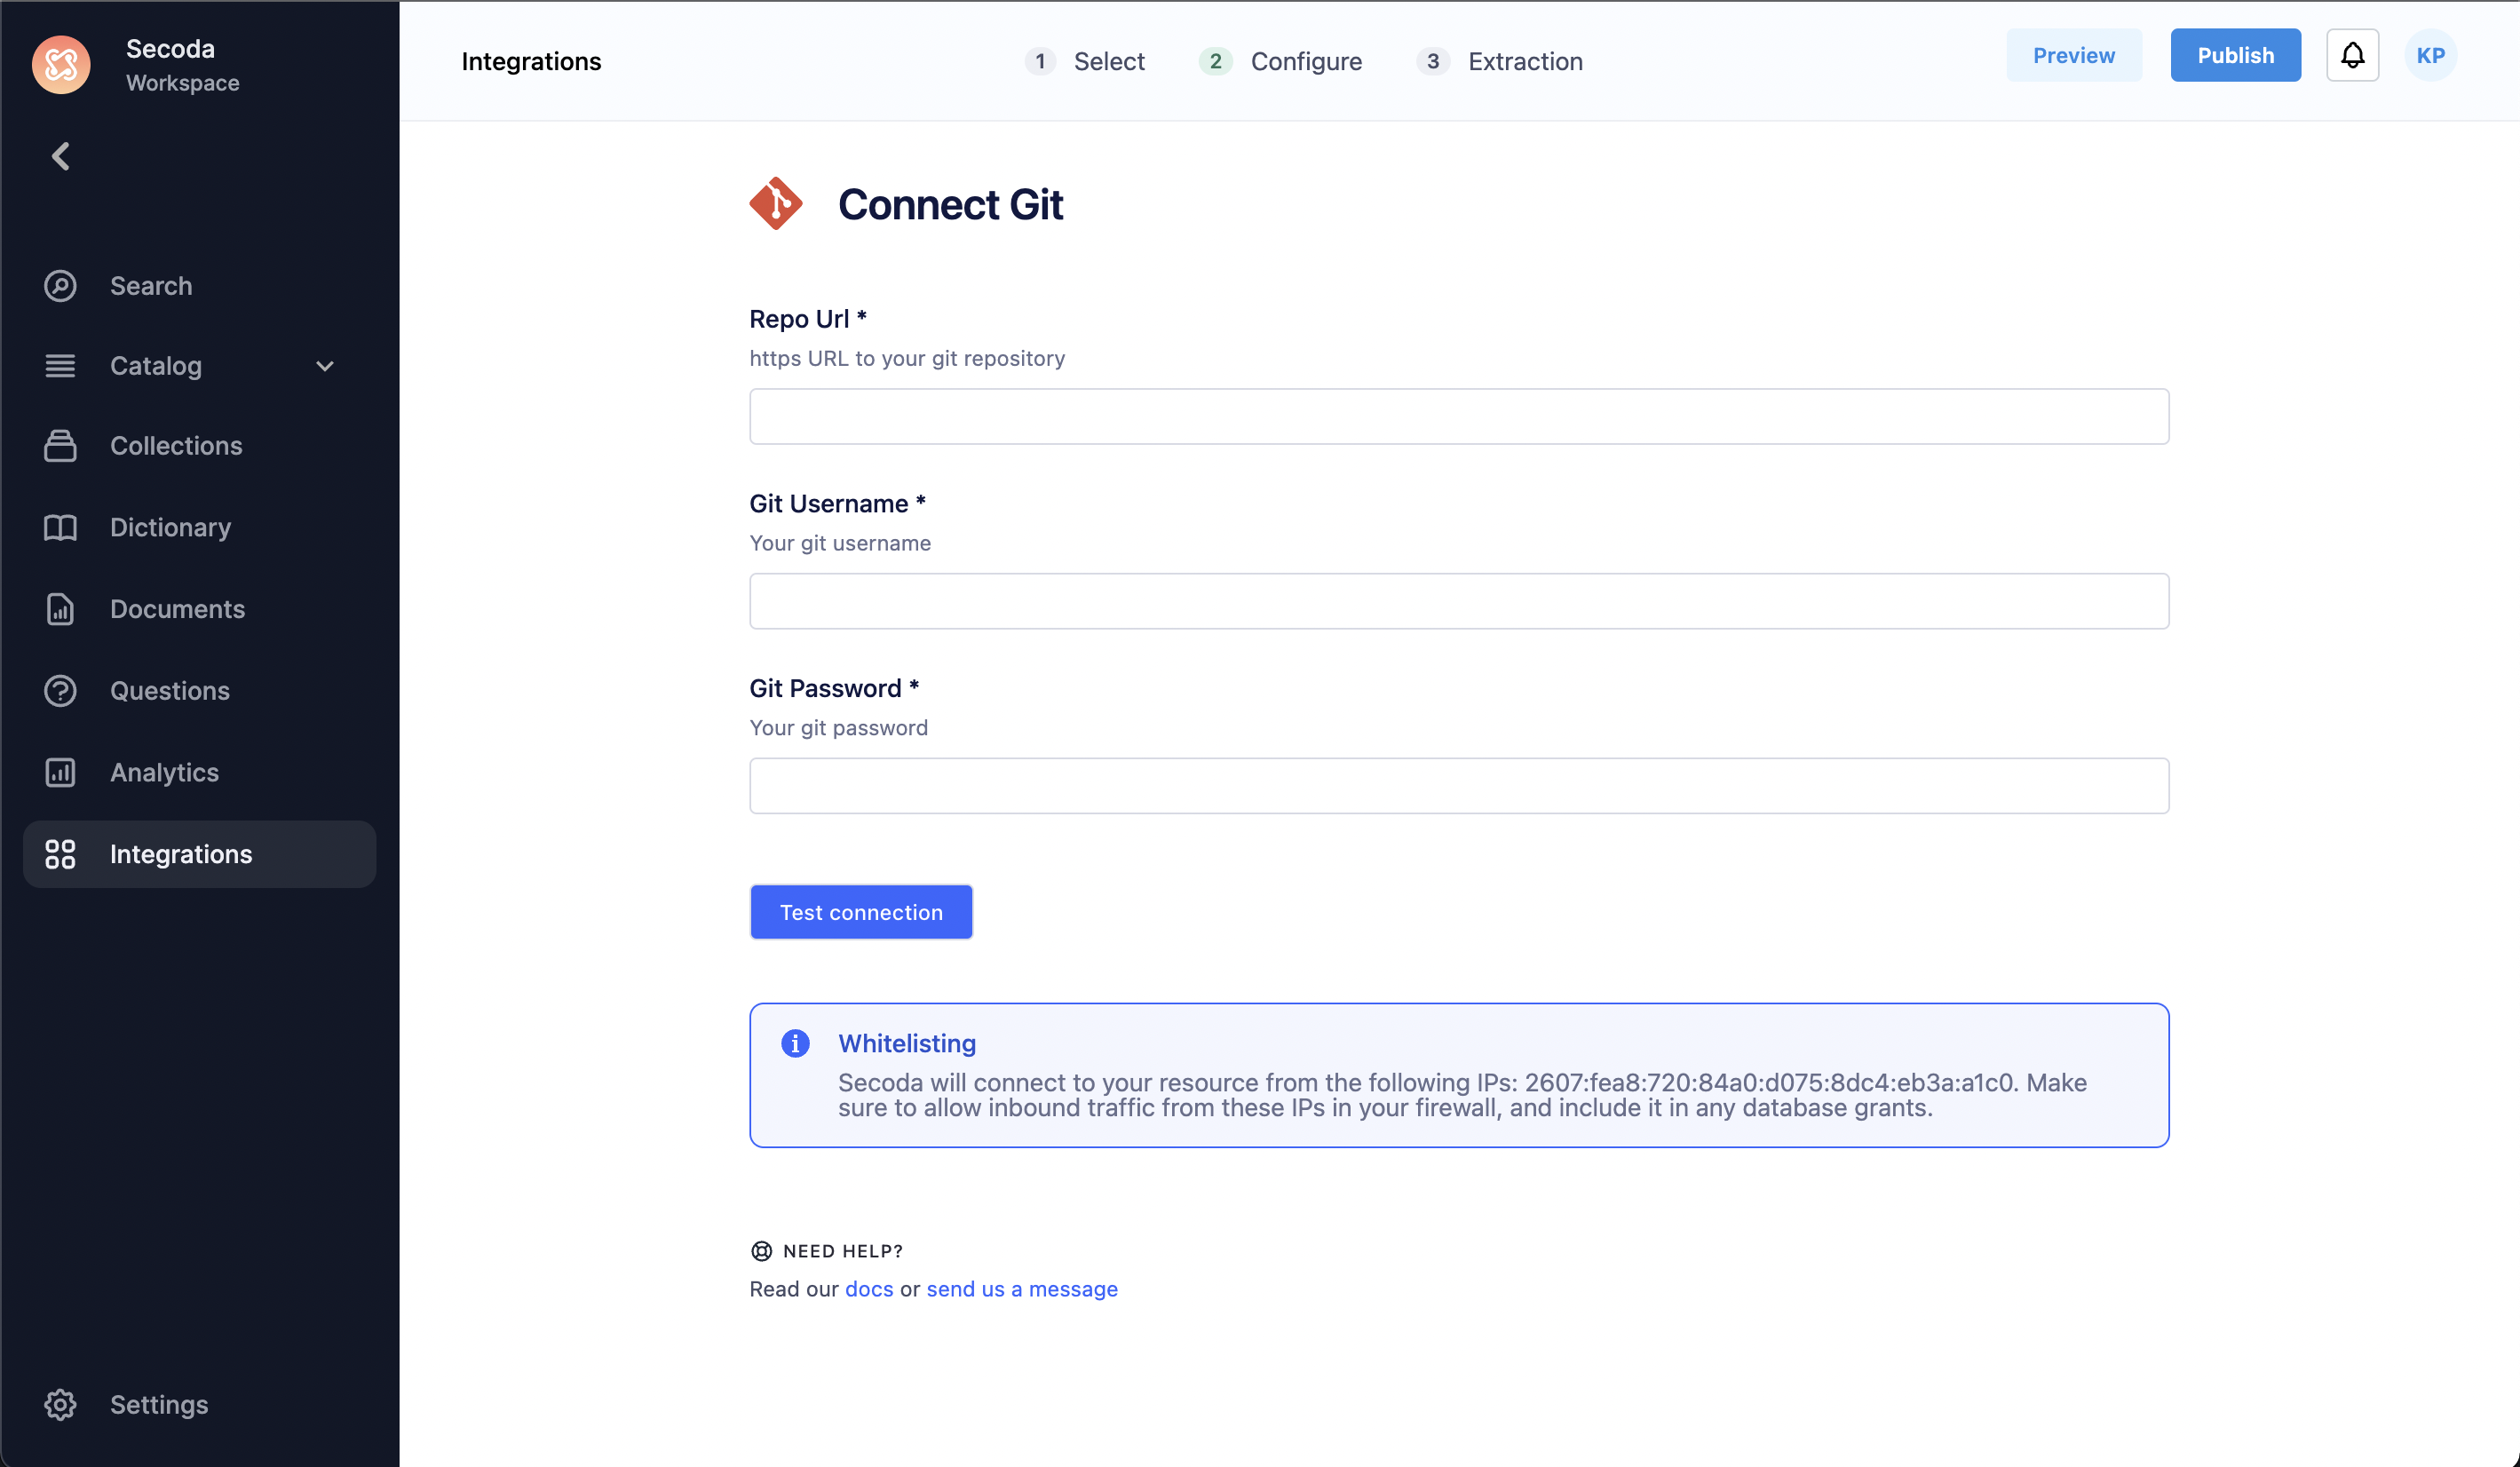 Secoda
Workspace
Search
Catalog
Collections
Dictionary
Documents
Questions
Analytics
Integrations
Settings
Integrations
1 Select
2 Configure
3 Extraction
Preview
Publish
KP
Connect Git
Repo Url *
https URL to your git repository
Git Username *
Your git username
Git Password *
Your git password
Test connection
Whitelisting
Secoda will connect to your resource from the following IPs: 2607:fea8:720:84a0:d075:8dc4:eb3a:a1c0. Make
sure to allow inbound traffic from these IPs in your firewall, and include it in any database grants.
NEED HELP?
Read our docs or send us a message